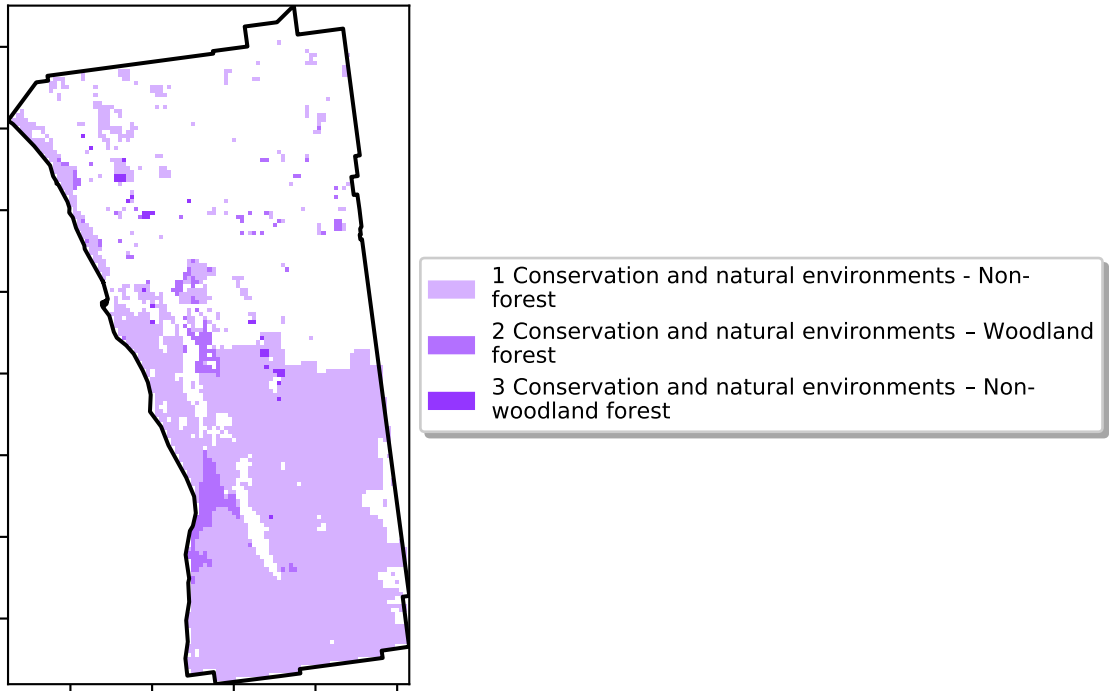 1 Conservation and natural environments - Non-
forest
2 Conservation and natural environments – Woodland
forest
3 Conservation and natural environments – Non-
woodland forest